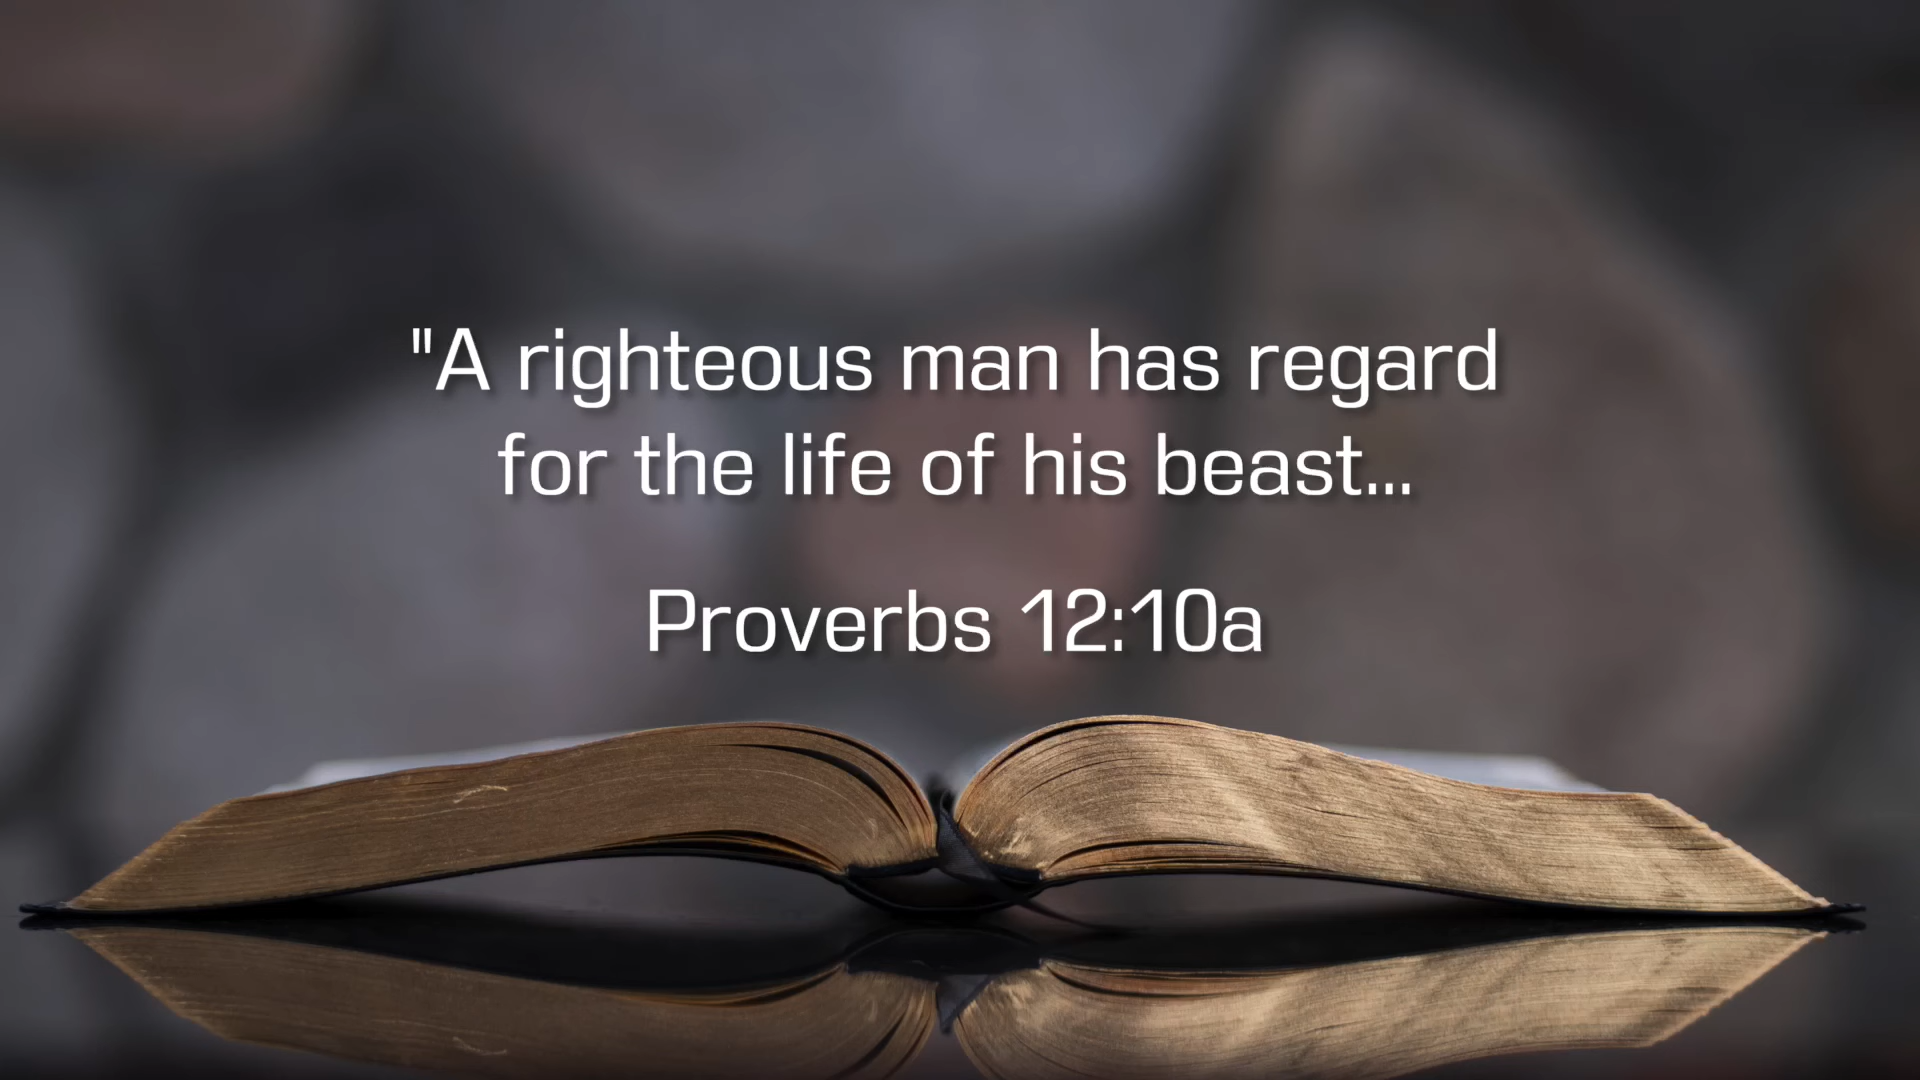 "A righteous man has regard
for the life of his beast...
Proverbs 12:10a